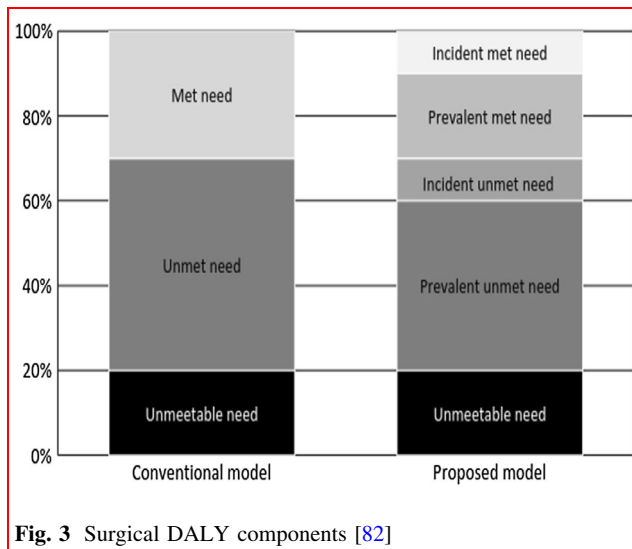 100%
80%
60%
40%
20%
0%
Met need
Unmet need
Unmeetable need
Incident met need
Prevalent met need
Incident unmet need
Prevalent unmet need
Unmeetable need
Conventional model
Proposed model
Fig. 3 Surgical DALY components [82]